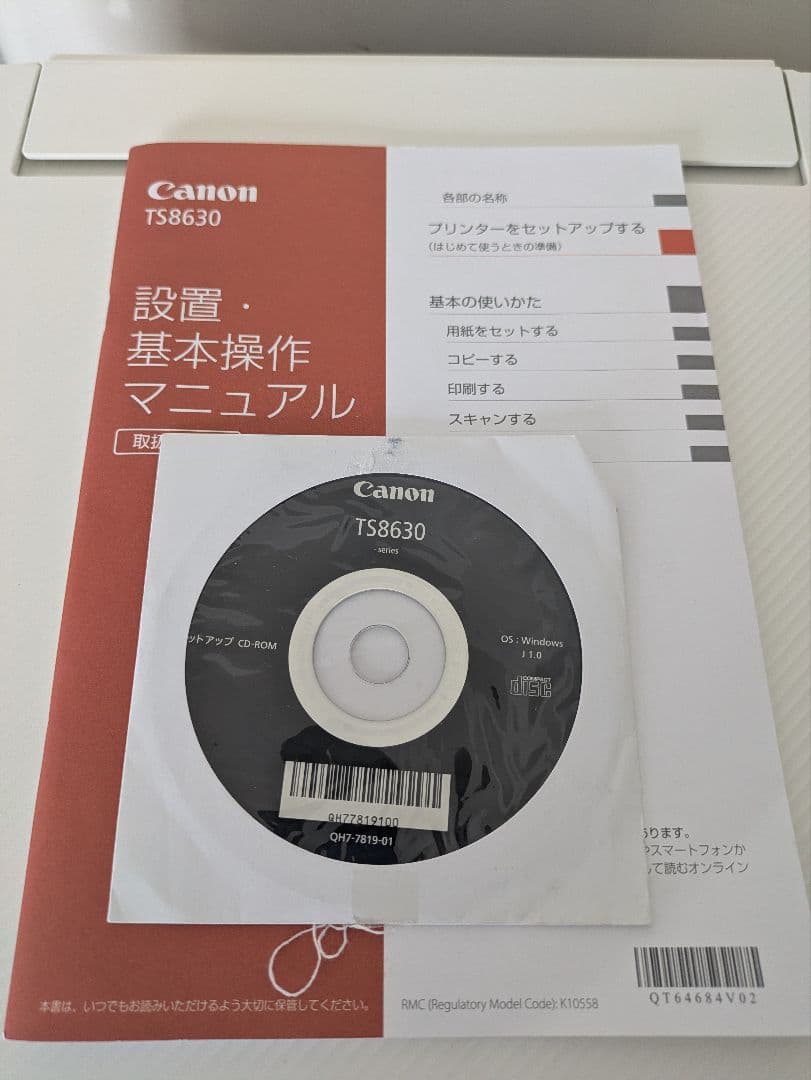 Canon
TS8630
設置・
基本操作
マニュアル
取扱
各部の名称
プリンターをセットアップする
(はじめて使うときの準備)
基本の使いかた
用紙をセットする
コピーする
印刷する
スキャンする
Canon
TS8630
series
ットアップ CD-ROM
OS : Windows
J 1.0
COMPACT
disc
QH77819100
QH7-7819-01
あります。
やスマートフォンか
して読むオンライン
QT64684V02
本書は、いつでもお読みいただけるよう大切に保管してください。
RMC (Regulatory Model Code): K10558